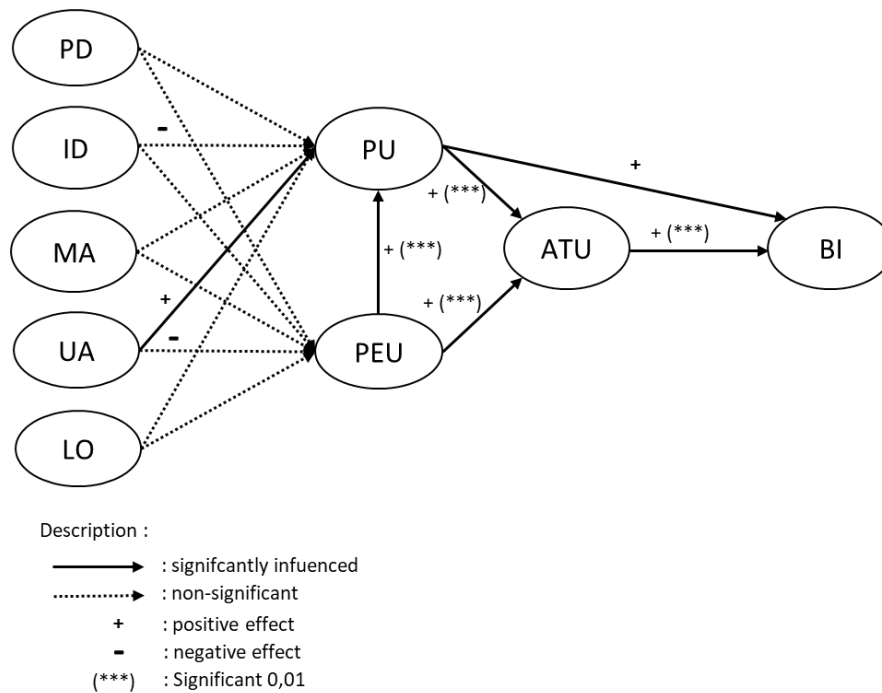 PD
ID
MA
UA
LO
-
+
-
PU
PEU
+ (***)
+ (***)
+ (***)
ATU
+
+ (***)
BI
Description :
: signifcantly infuenced
: non-significant
+ : positive effect
- : negative effect
(***) : Significant 0,01